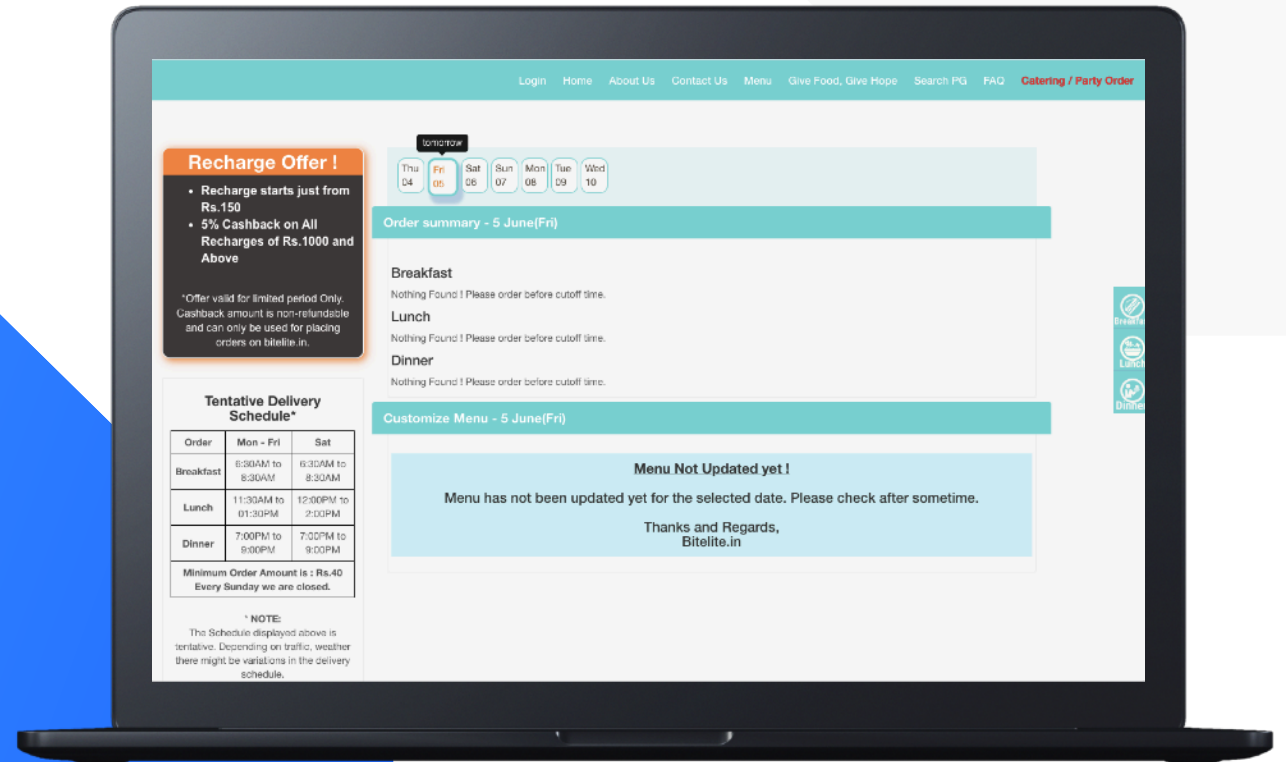 Login Home About Us Contact Us Menu Give Food, Give Hope Search PG FAQ Catering / Party Order
tomorrow
Thu Fri Sat Sun Mon Tue Wed
04 05 06 07 08 09 10
Recharge Offer !
• Recharge starts just from
Rs.150
• 5% Cashback on All
Recharges of Rs.1000 and
Above
*Offer valid for limited period Only.
Cashback amount is non-refundable
and can only be used for placing
orders on bitelite.in.
Tentative Delivery
Schedule*
Order Mon - Fri Sat
Breakfast 6:30AM to 8:30AM 6:30AM to 8:30AM
Lunch 11:30AM to 01:30PM 12:00PM to 2:00PM
Dinner 7:00PM to 9:00PM 7:00PM to 9:00PM
Minimum Order Amount is : Rs.40
Every Sunday we are closed.
* NOTE:
The Schedule displayed above is
tentative. Depending on traffic, weather
there might be variations in the delivery
schedule.
Order summary - 5 June(Fri)
Breakfast
Nothing Found ! Please order before cutoff time.
Lunch
Nothing Found ! Please order before cutoff time.
Dinner
Nothing Found ! Please order before cutoff time.
Customize Menu - 5 June(Fri)
Menu Not Updated yet !
Menu has not been updated yet for the selected date. Please check after sometime.
Thanks and Regards,
Bitelite.in
Breakfas
Lunch
Dinner